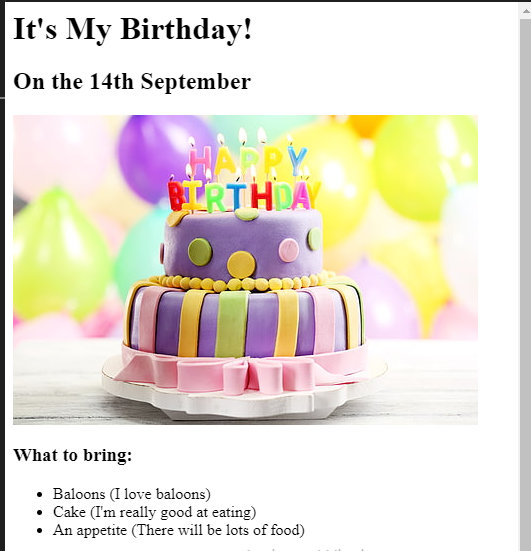 It's My Birthday!
On the 14th September
HAPPY
BIRTHDAY
What to bring:
Baloons (I love baloons)
Cake (I'm really good at eating)
An appetite (There will be lots of food)